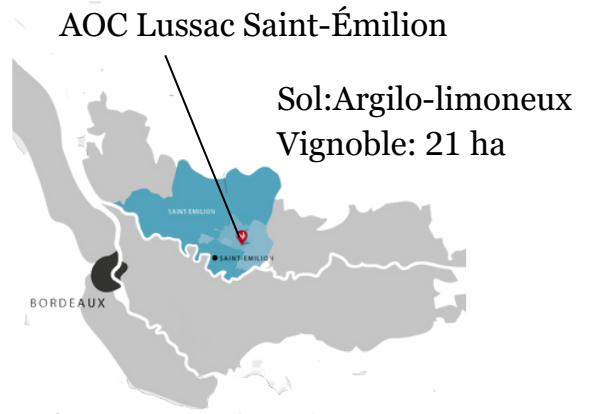 AOC Lussac Saint-Émilion
Sol:Argilo-limoneux
Vignoble: 21 ha
SAINT-EMILION
SAINT-EMILION
BORDEAUX